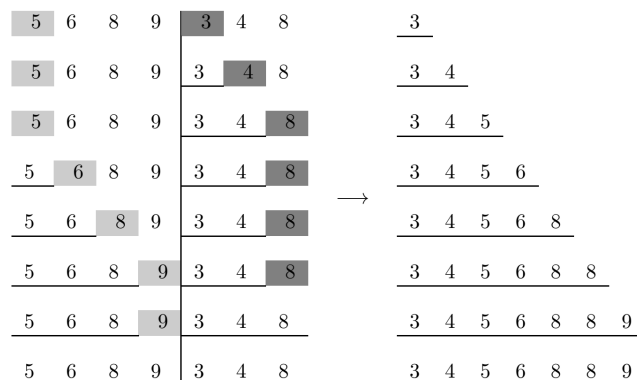 5 6 8 9 3 4 8 3
5 6 8 9 3 4 8 3 4
5 6 8 9 3 4 8 3 4 5
5 6 8 9 3 4 8 3 4 5 6
5 6 8 9 3 4 8 → 3 4 5 6 8
5 6 8 9 3 4 8 3 4 5 6 8 8
5 6 8 9 3 4 8 3 4 5 6 8 8 9
5 6 8 9 3 4 8 3 4 5 6 8 8 9